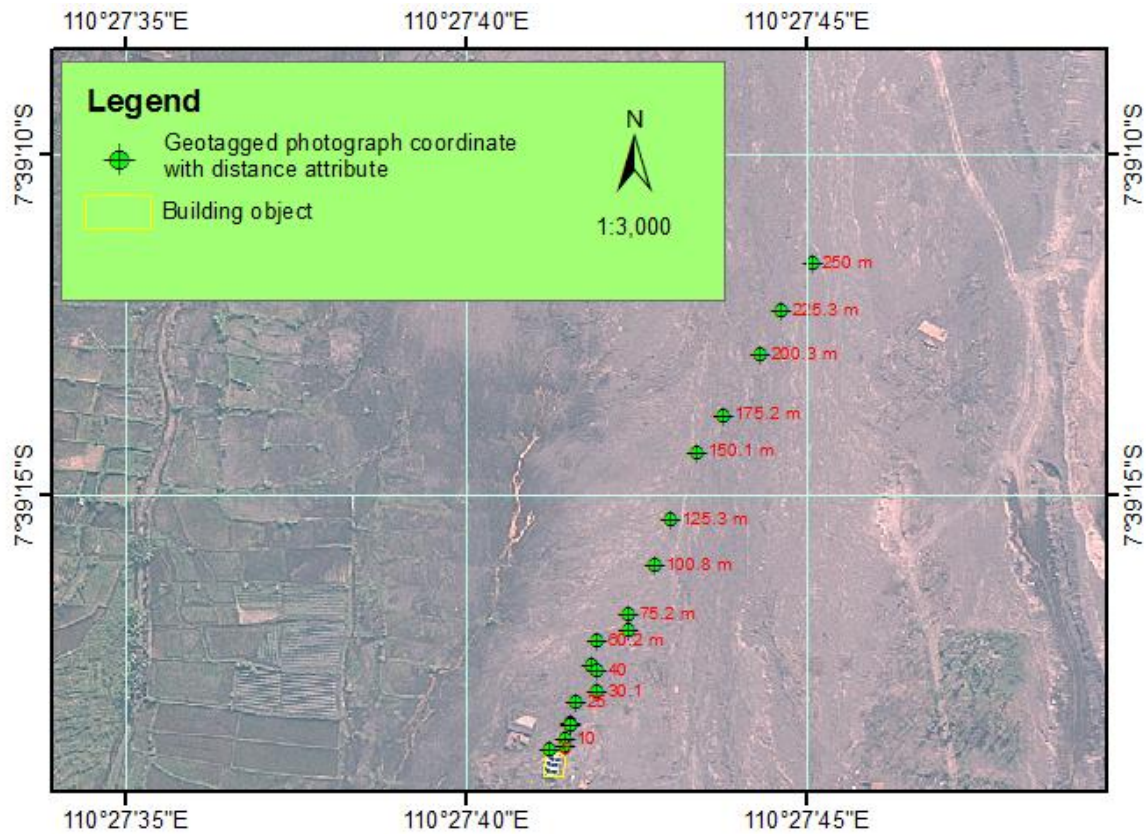 110°27'35"E 110°27'40"E 110°27'45"E
Legend
Geotagged photograph coordinate
with distance attribute
Building object
N
1:3,000
7°39'10"S 7°39'10"S
250 m
225.3 m
200.3 m
175.2 m
150.1 m
7°39'15"S 7°39'15"S
125.3 m
100.8 m
75.2 m
60.2 m
40
30.1
25
10
110°27'35"E 110°27'40"E 110°27'45"E